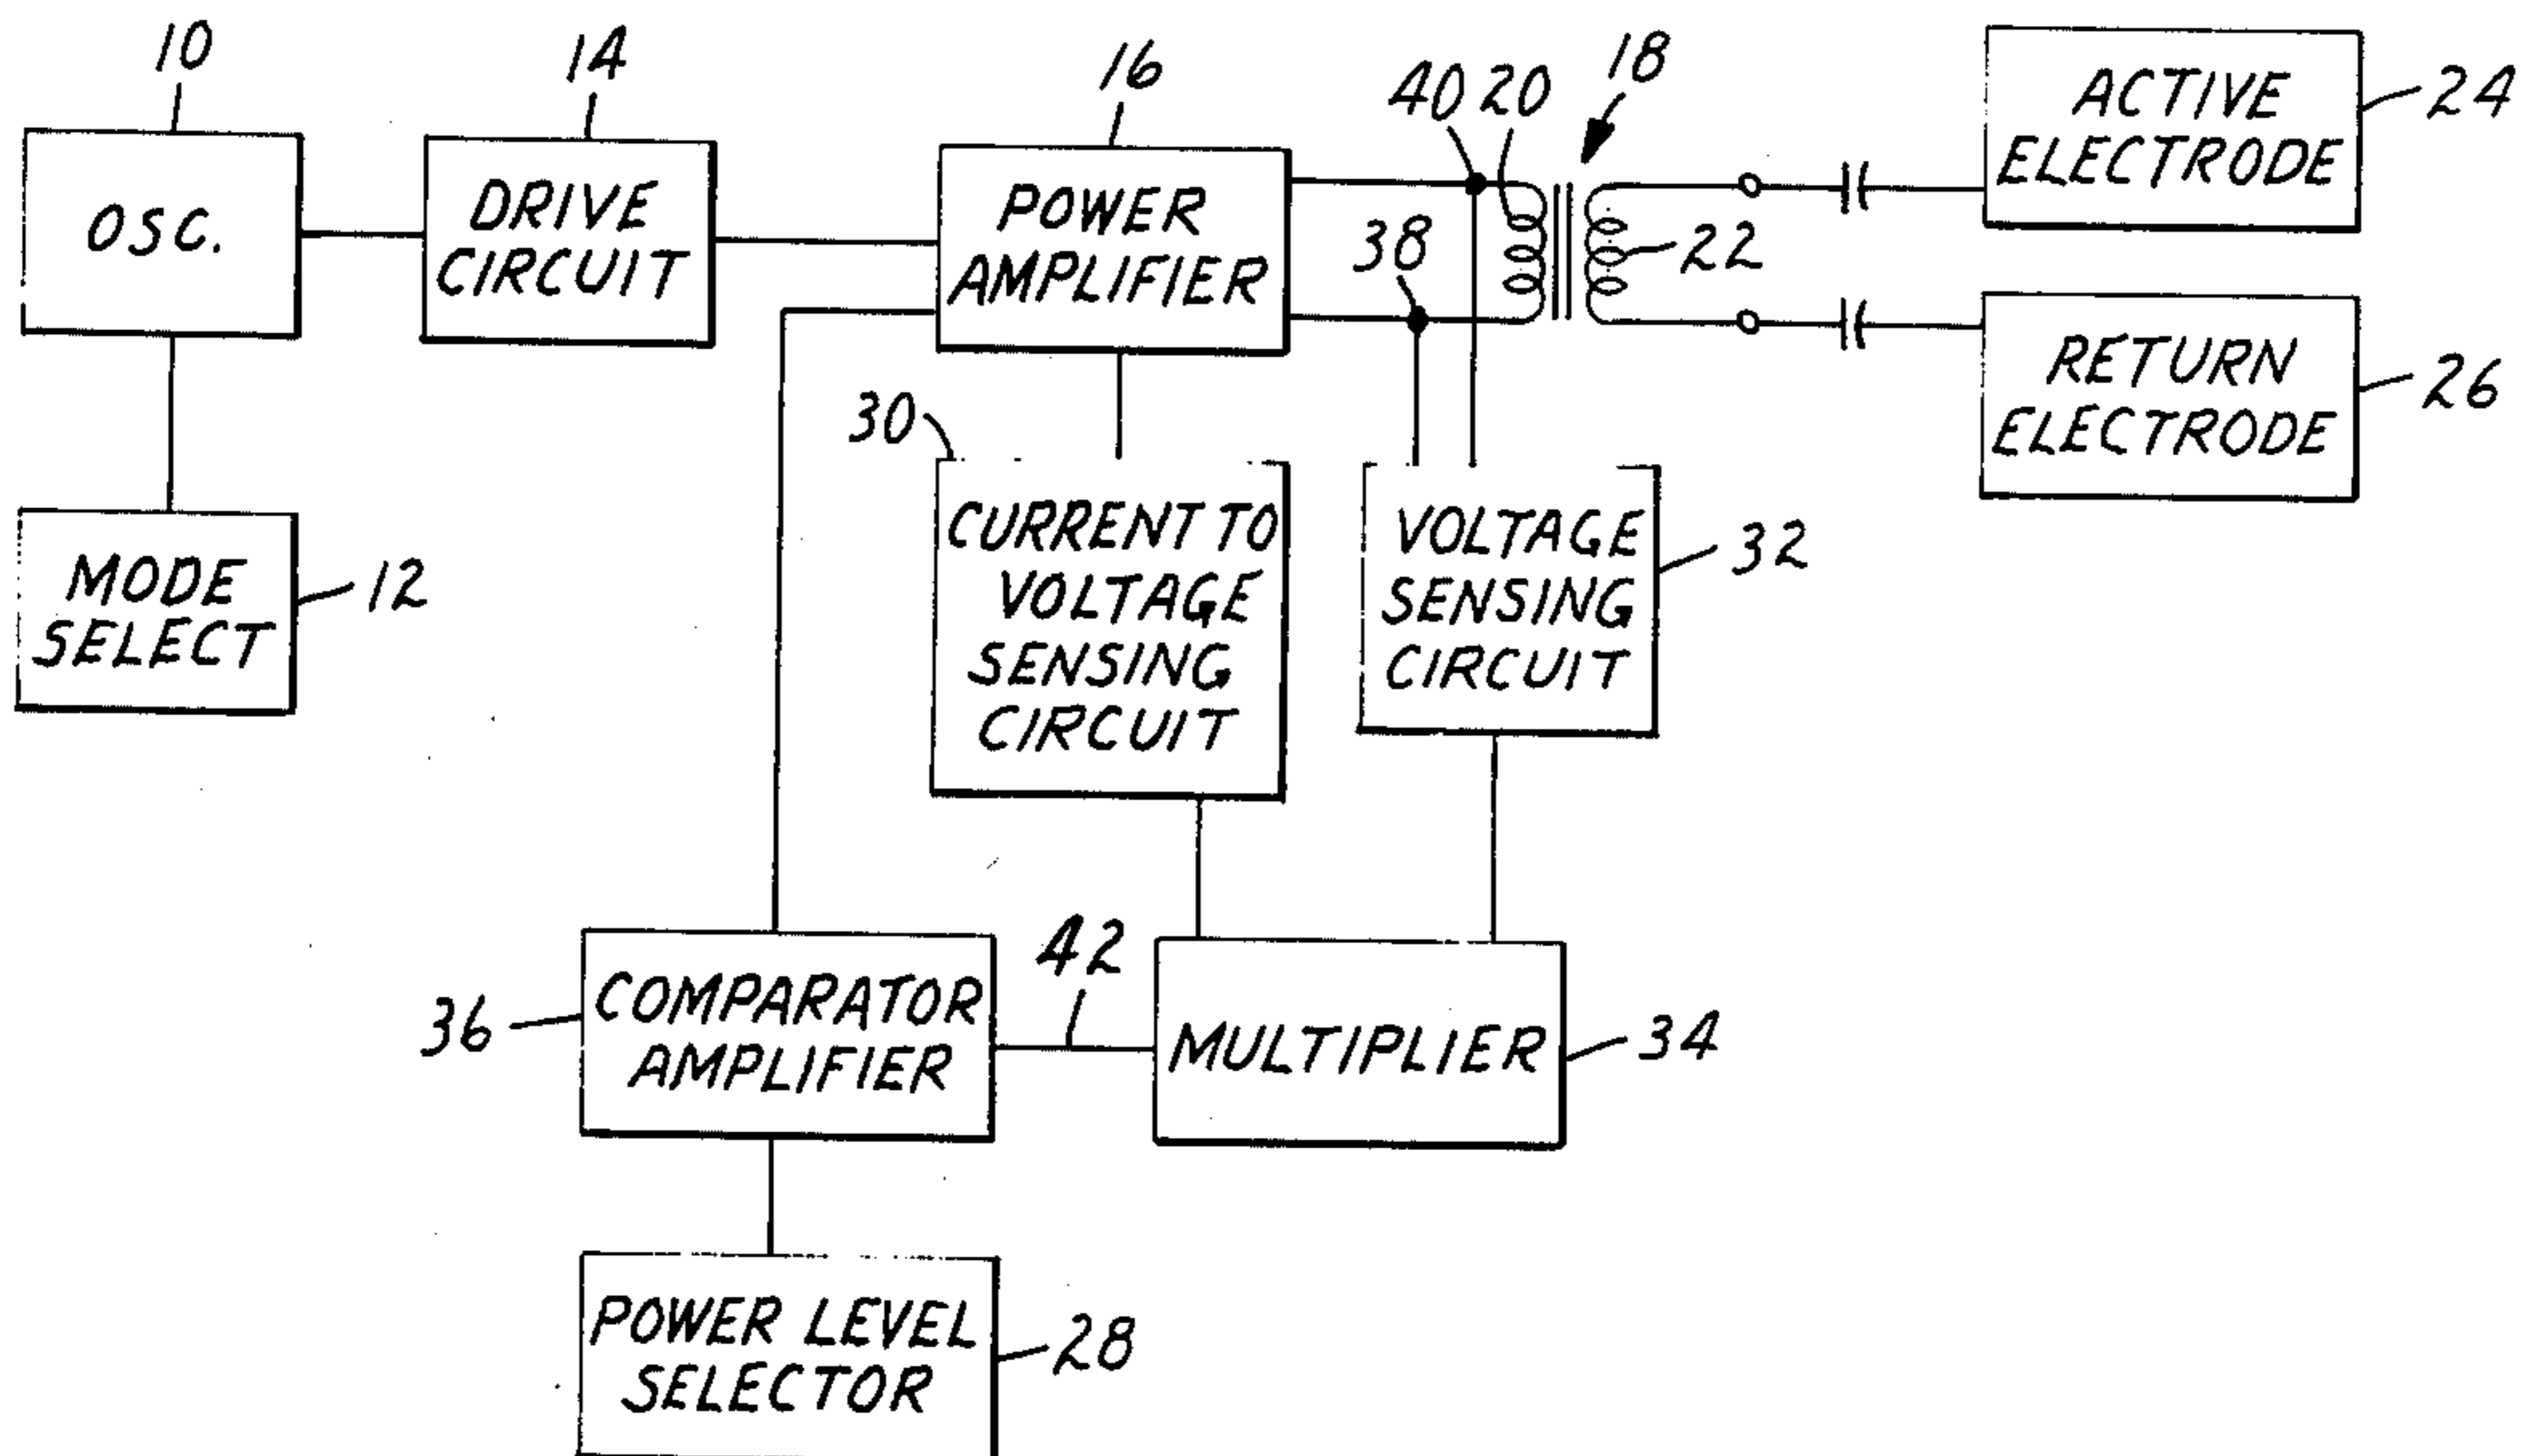 10
14
16
40 20
18
ACTIVE
ELECTRODE
24
OSC.
DRIVE
CIRCUIT
POWER
AMPLIFIER
38
22
RETURN
ELECTRODE
26
30
MODE
SELECT
12
CURRENT TO
VOLTAGE
SENSING
CIRCUIT
VOLTAGE
SENSING
CIRCUIT
32
36
COMPARATOR
AMPLIFIER
42
MULTIPLIER
34
POWER LEVEL
SELECTOR
28